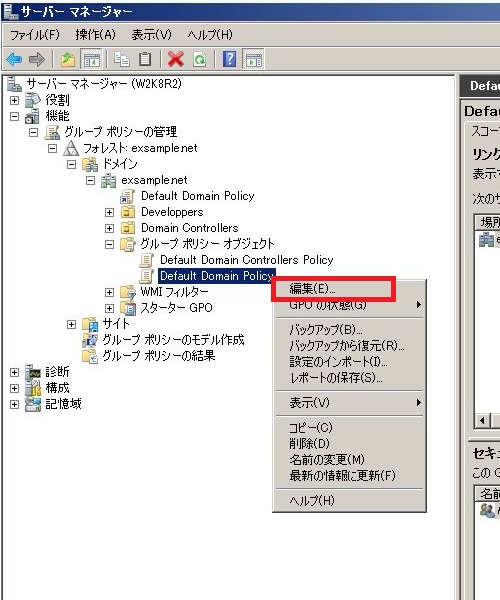 サーバー マネージャー
ファイル(F) 操作(A) 表示(V) ヘルプ(H)
サーバー マネージャー (W2K8R2)
役割
機能
グループ ポリシーの管理
フォレスト: exsample.net
ドメイン
exsample.net
Default Domain Policy
Developpers
Domain Controllers
グループ ポリシー オブジェクト
Default Domain Controllers Policy
Default Domain Policy
WMI フィルター
スターター GPO
サイト
グループ ポリシーのモデル作成
グループ ポリシーの結果
診断
構成
記憶域
編集(E)...
GPO の状態(G)
バックアップ(B)...
バックアップから復元(R)...
設定のインポート(I)...
レポートの保存(S)...
表示(V)
コピー(C)
削除(D)
名前の変更(M)
最新の情報に更新(F)
ヘルプ(H)
Defau
Defa
スコー
リンク
表示
次の
場所
セキュ
この G
名前